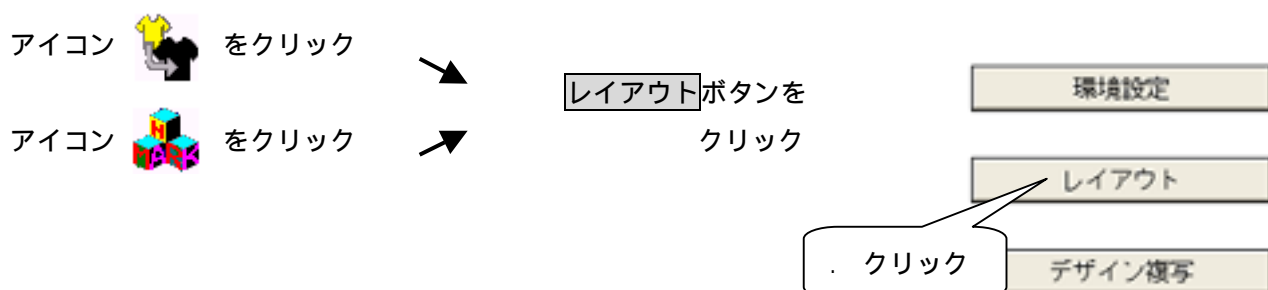 アイコン をクリック
アイコン をクリック
レイアウトボタンを
クリック
環境設定
レイアウト
. クリック
デザイン複写
N
MARK